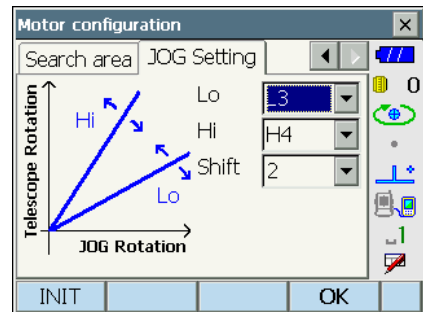 Motor configuration
Search area JOG Setting
Telescope Rotation
Hi
Lo
JOG Rotation
Lo L3
Hi H4
Shift 2
0
1
INIT OK